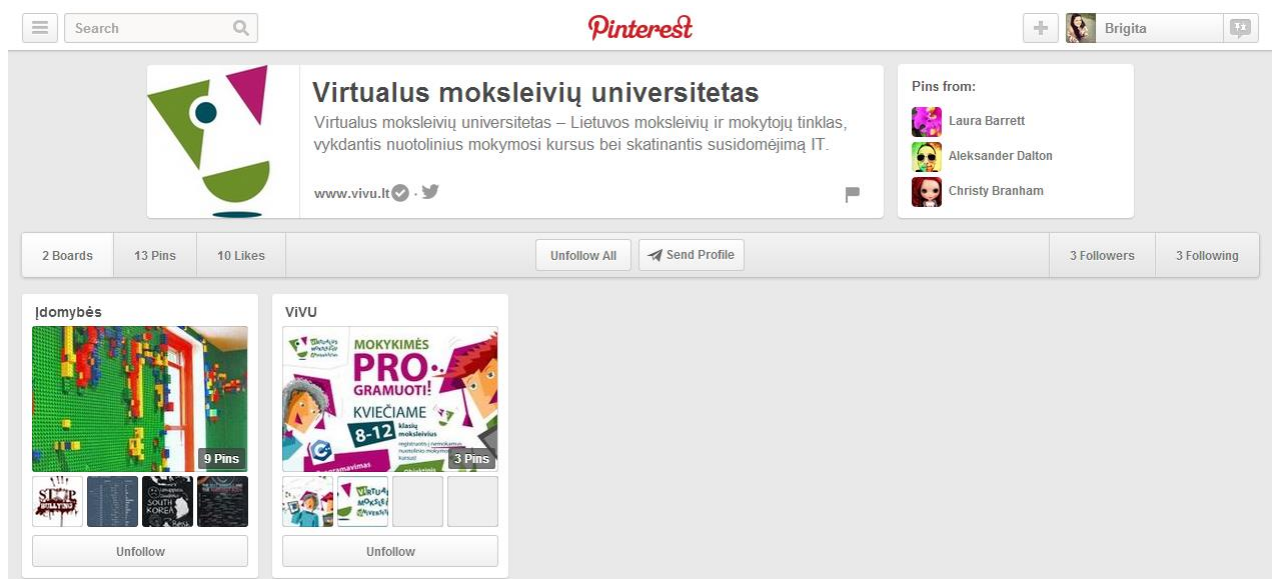 Search
Pinterest
Brigita
Virtualus moksleivių universitetas
Virtualus moksleivių universitetas – Lietuvos moksleivių ir mokytojų tinklas,
vykdantis nuotolinius mokymosi kursus bei skatinantis susidomėjimą IT.
www.vivu.lt ·
Pins from:
Laura Barrett
Aleksander Dalton
Christy Branham
2 Boards
13 Pins
10 Likes
Unfollow All
Send Profile
3 Followers
3 Following
Įdomybės
9 Pins
STOP
BULLYING
SOUTH
KOREA
Unfollow
ViVU
MOKYKIMĖS
PRO-
GRAMUOTI!
KVIEČIAME
8-12
klasių
moksleivius
3 Pins
Unfollow